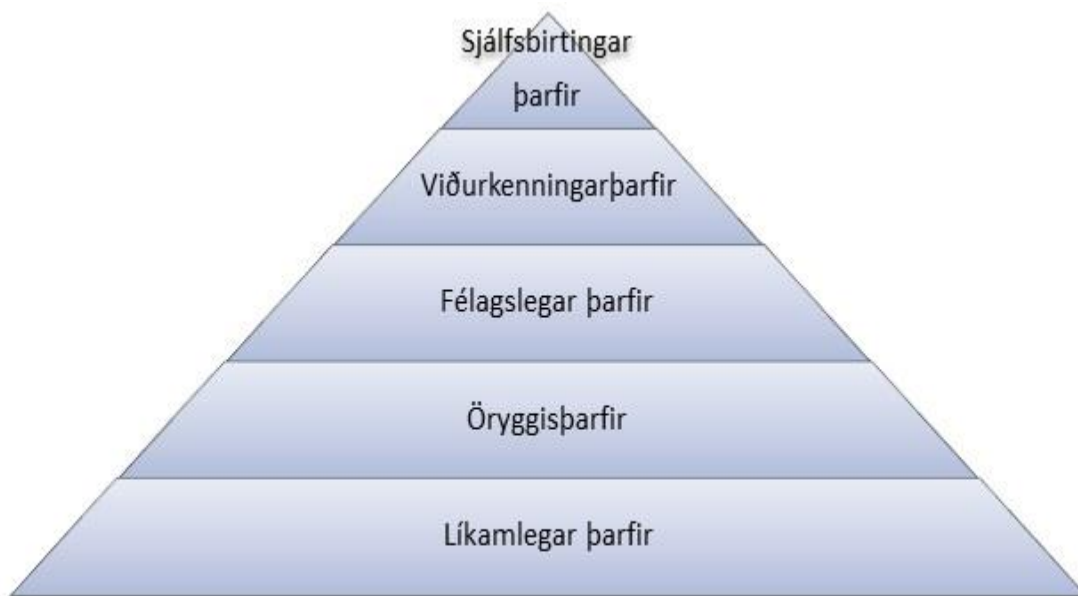 Sjálfsbirtingar
þarfir
Viðurkenningarþarfir
Félagslegar þarfir
Öryggisþarfir
Líkamlegar þarfir